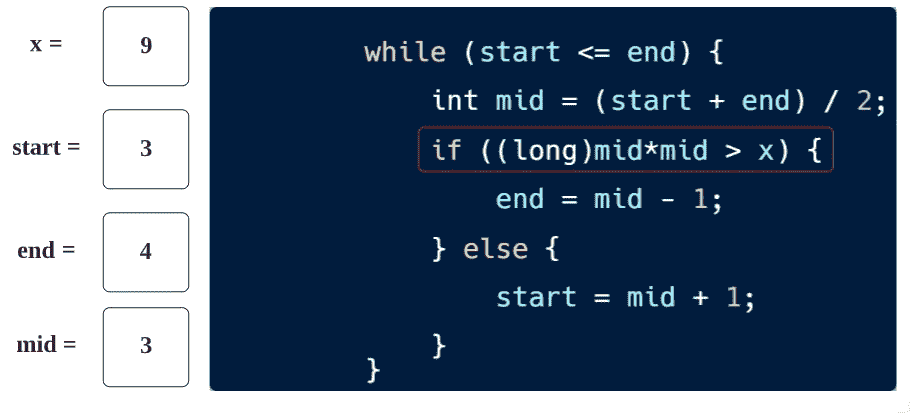 x = 9
start = 3
end = 4
mid = 3
while (start <= end) {
int mid = (start + end) / 2;
if ((long)mid*mid > x) {
end = mid - 1;
} else {
start = mid + 1;
}
}